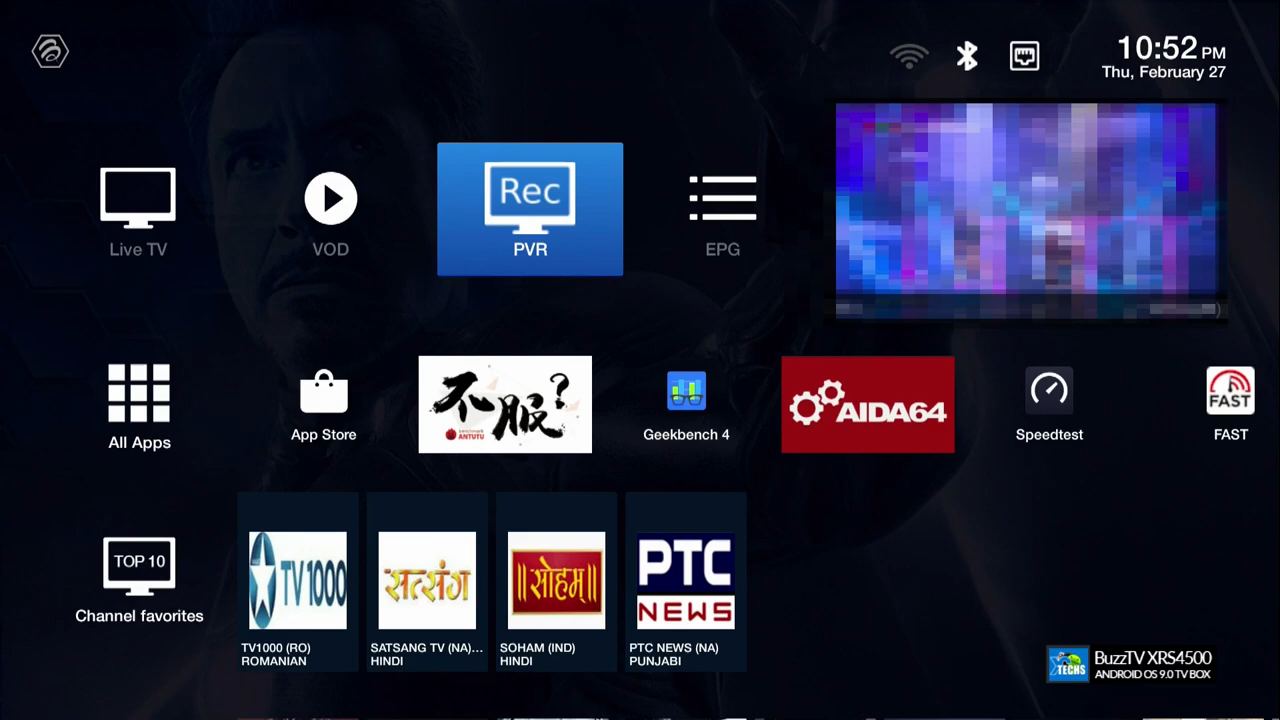 10:52 PM
Thu, February 27
Rec
Live TV
VOD
PVR
EPG
不服?
benchmark
ANTUTU
AIDA64
FAST
All Apps
App Store
Geekbench 4
Speedtest
FAST
TOP 10
Channel favorites
TV1000
सत्संग
॥सोहम्॥
PTC
NEWS
TV1000 (RO)
ROMANIAN
SATSANG TV (NA)...
HINDI
SOHAM (IND)
HINDI
PTC NEWS (NA)
PUNJABI
TECHS
BuzzTV XRS4500
ANDROID OS 9.0 TV BOX